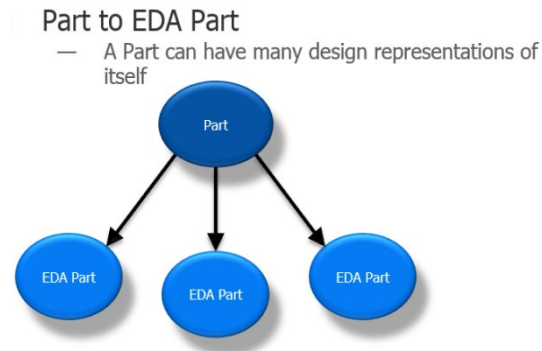 Part to EDA Part
— A Part can have many design representations of
itself
Part
EDA Part
EDA Part
EDA Part